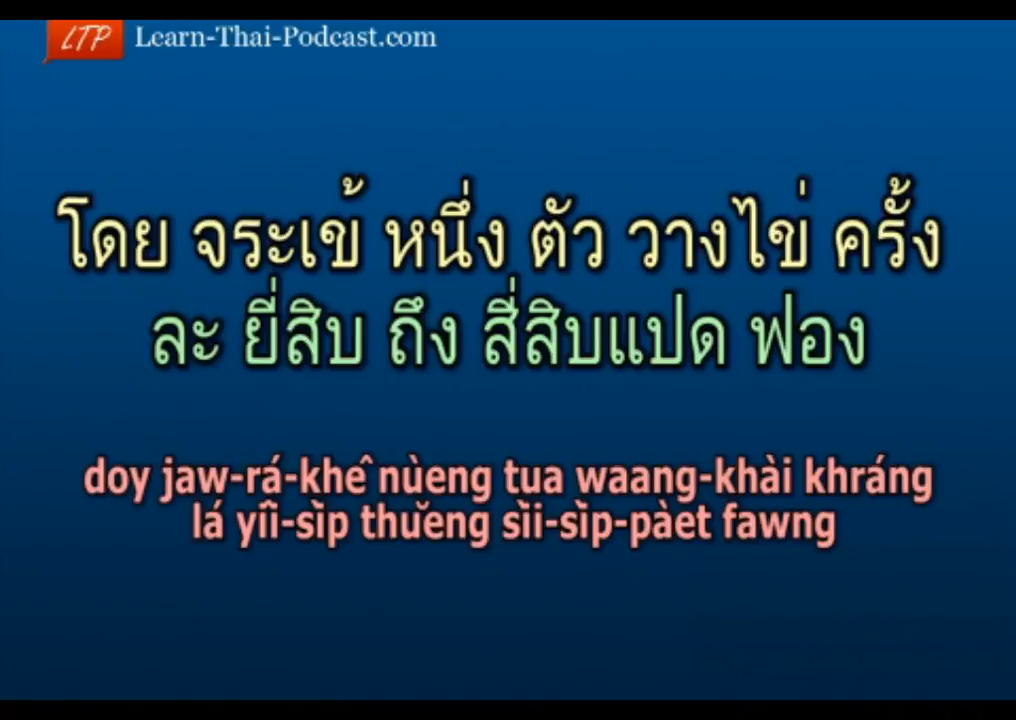 LTP Learn-Thai-Podcast.com
โดย จระเข้ หนึ่ง ตัว วางไข่ ครั้ง
ละ ยี่สิบ ถึง สี่สิบแปด ฟอง
doy jaw-rá-khê nùeng tua waang-khài khráng
lá yîi-sìp thuĕng sìi-sìp-pàet fawng